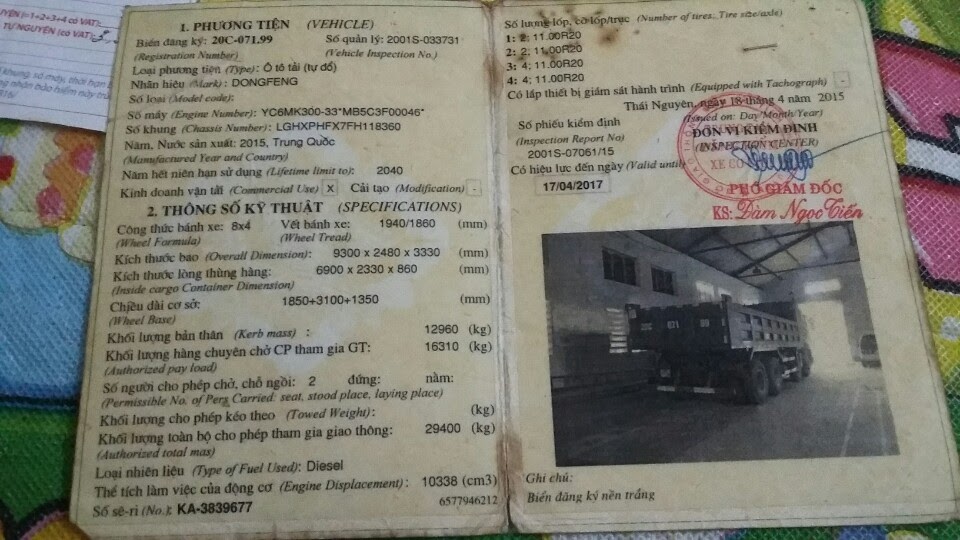 1. PHƯƠNG TIỆN (VEHICLE)
Biển đăng ký: 20C-071.99 Số quản lý: 2001S-033731
(Registration Number) (Vehicle Inspection No.)
Loại phương tiện (Type): Ô tô tải (tự đổ)
Nhãn hiệu (Mark): DONGFENG
Số loại (Model code):
Số máy (Engine Number): YC6MK300-33*MB5C3F00046*
Số khung (Chassis Number): LGHXPHFX7FH118360
Năm, Nước sản xuất: 2015, Trung Quốc
(Manufactured Year and Country)
Năm hết niên hạn sử dụng (Lifetime limit to): 2040
Kinh doanh vận tải (Commercial Use) X Cải tạo (Modification) -
2. THÔNG SỐ KỸ THUẬT (SPECIFICATIONS)
Công thức bánh xe: 8x4 Vết bánh xe: 1940/1860 (mm)
(Wheel Formula) (Wheel Tread)
Kích thước bao (Overall Dimension): 9300 x 2480 x 3330 (mm)
Kích thước lòng thùng hàng: 6900 x 2330 x 860 (mm)
(Inside cargo Container Dimension)
Chiều dài cơ sở: 1850+3100+1350 (mm)
(Wheel Base)
Khối lượng bản thân (Kerb mass) : 12960 (kg)
Khối lượng hàng chuyên chở CP tham gia GT: 16310 (kg)
(Authorized pay load)
Số người cho phép chở, chỗ ngồi: 2 đứng: nằm:
(Permissible No. of Pers Carried: seat, stood place, laying place)
Khối lượng cho phép kéo theo (Towed Weight): (kg)
Khối lượng toàn bộ cho phép tham gia giao thông: 29400 (kg)
(Authorized total max)
Loại nhiên liệu (Type of Fuel Used): Diesel
Thể tích làm việc của động cơ (Engine Displacement): 10338 (cm3)
Số sê-ri (No.): KA-3839677 6577946212
Số lượng lốp, cỡ lốp/trục (Number of tires; Tire size/axle)
1: 2; 11.00R20
2: 2; 11.00R20
3: 4; 11.00R20
4: 4; 11.00R20
Có lắp thiết bị giám sát hành trình (Equipped with Tachograph) -
Thái Nguyên, ngày 18 tháng 4 năm 2015
Số phiếu kiểm định (Issued on: Day/Month/Year)
(Inspection Report No) ĐƠN VỊ KIỂM ĐỊNH
2001S-07061/15 (INSPECTION CENTER)
Có hiệu lực đến ngày (Valid until)
17/04/2017
PHÓ GIÁM ĐỐC
KS: Đàm Ngọc Tiến
Ghi chú:
Biển đăng ký nền trắng